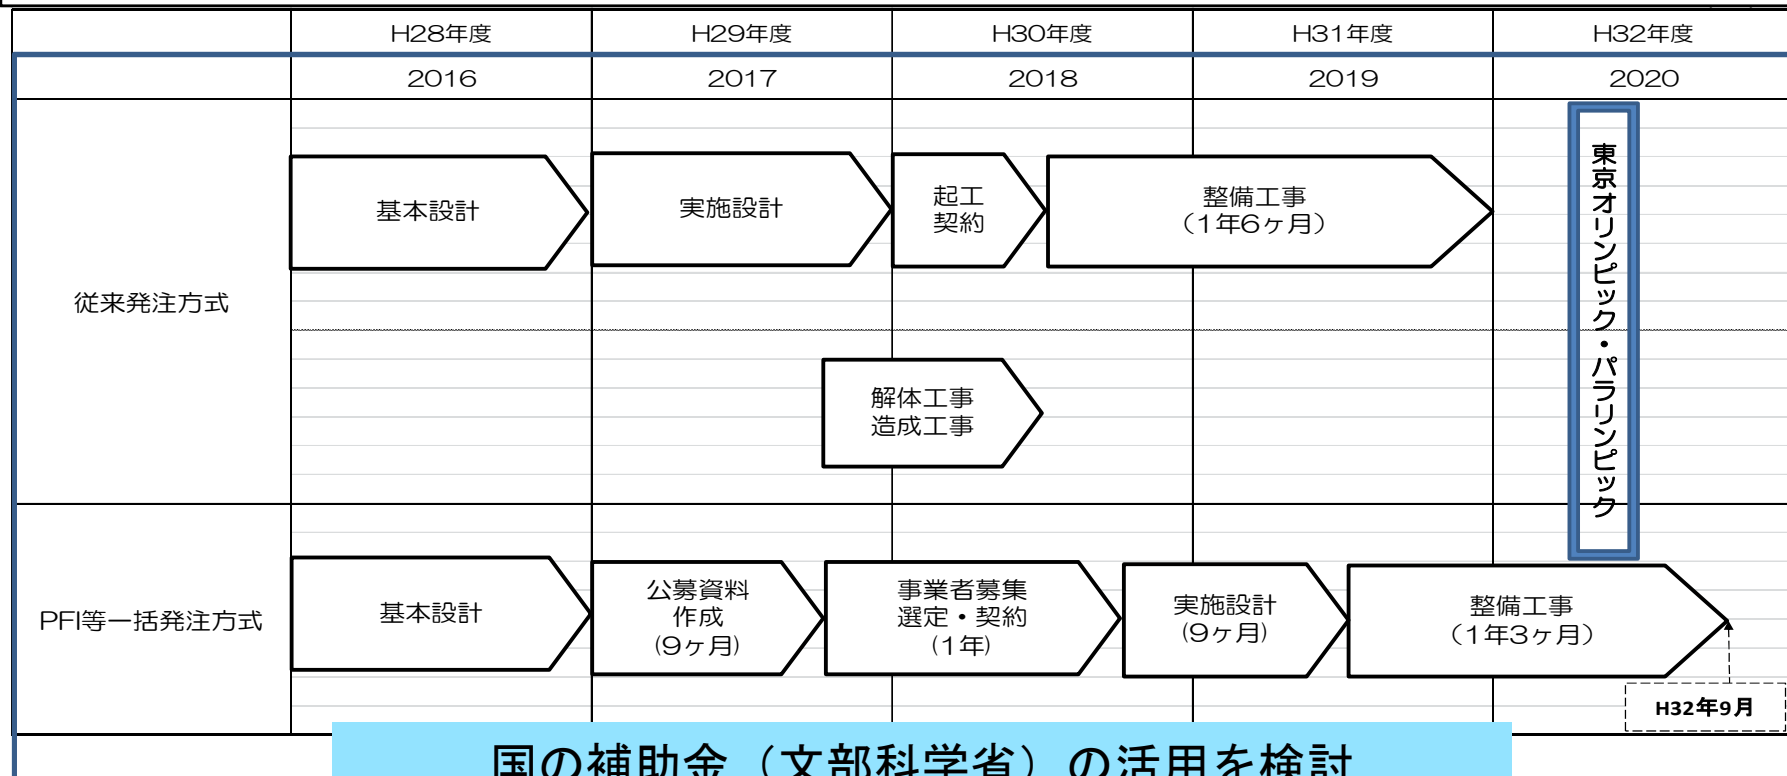 H28年度
H29年度
H30年度
H31年度
H32年度
2016
2017
2018
2019
2020
従来発注方式
基本設計
実施設計
起工
契約
整備工事
（1年6ヶ月）
解体工事
造成工事
東京オリンピック・パラリンピック
PFI等一括発注方式
基本設計
公募資料
作成
(9ヶ月)
事業者募集
選定・契約
(1年)
実施設計
(9ヶ月)
整備工事
（1年3ヶ月）
H32年9月
国の補助金（文部科学省）の活用を検討